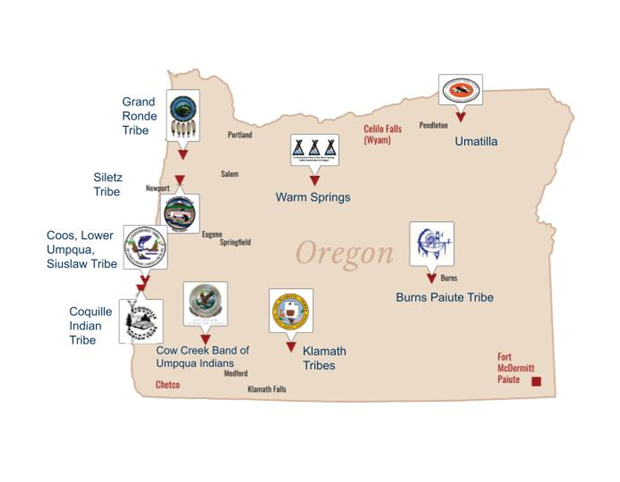 Grand
Ronde
Tribe
Portland
Celilo Falls
(Wyam)
Pendleton
Umatilla
Siletz
Tribe
Newport
Salem
Warm Springs
Coos, Lower
Umpqua,
Siuslaw Tribe
Eugene
Springfield
Oregon
Burns
Burns Paiute Tribe
Coquille
Indian
Tribe
Cow Creek Band of
Umpqua Indians
Klamath
Tribes
Medford
Chetco
Klamath Falls
Fort
McDermitt
Paiute